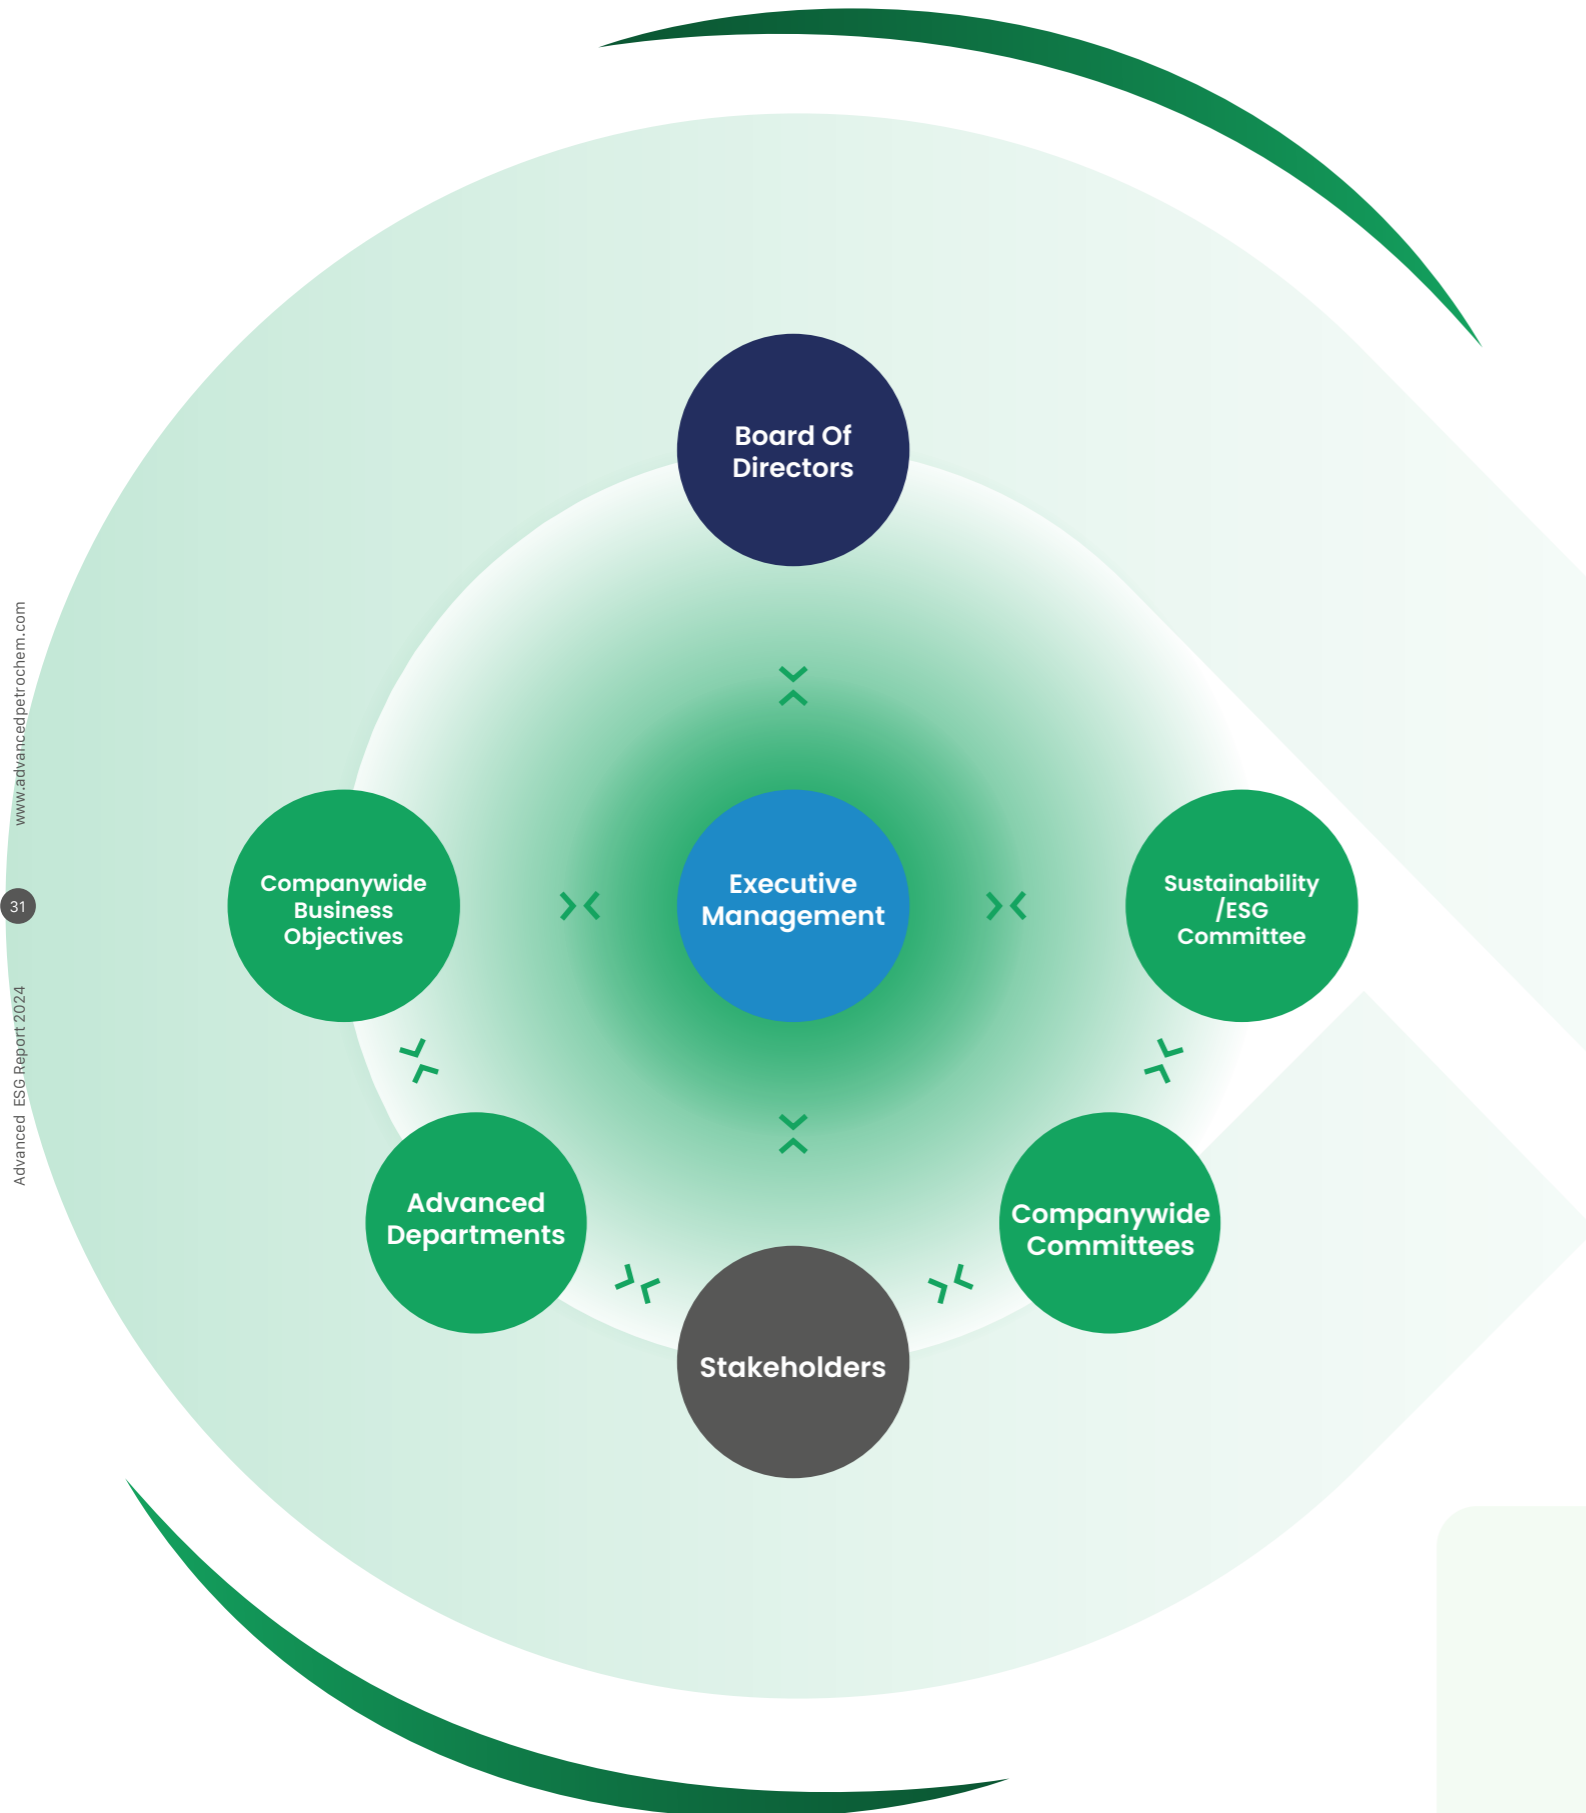 Board Of
Directors
Companywide
Business
Objectives
Executive
Management
Sustainability
/ESG
Committee
Advanced
Departments
Companywide
Committees
Stakeholders
www.advancedpetrochem.com
31
Advanced ESG Report 2024